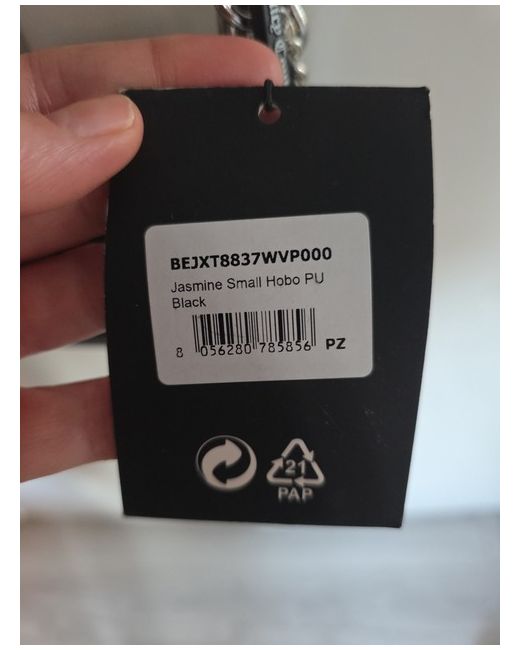 BEJXT8837WVP000
Jasmine Small Hobo PU
Black
8 056280 785856 PZ
21
PAP